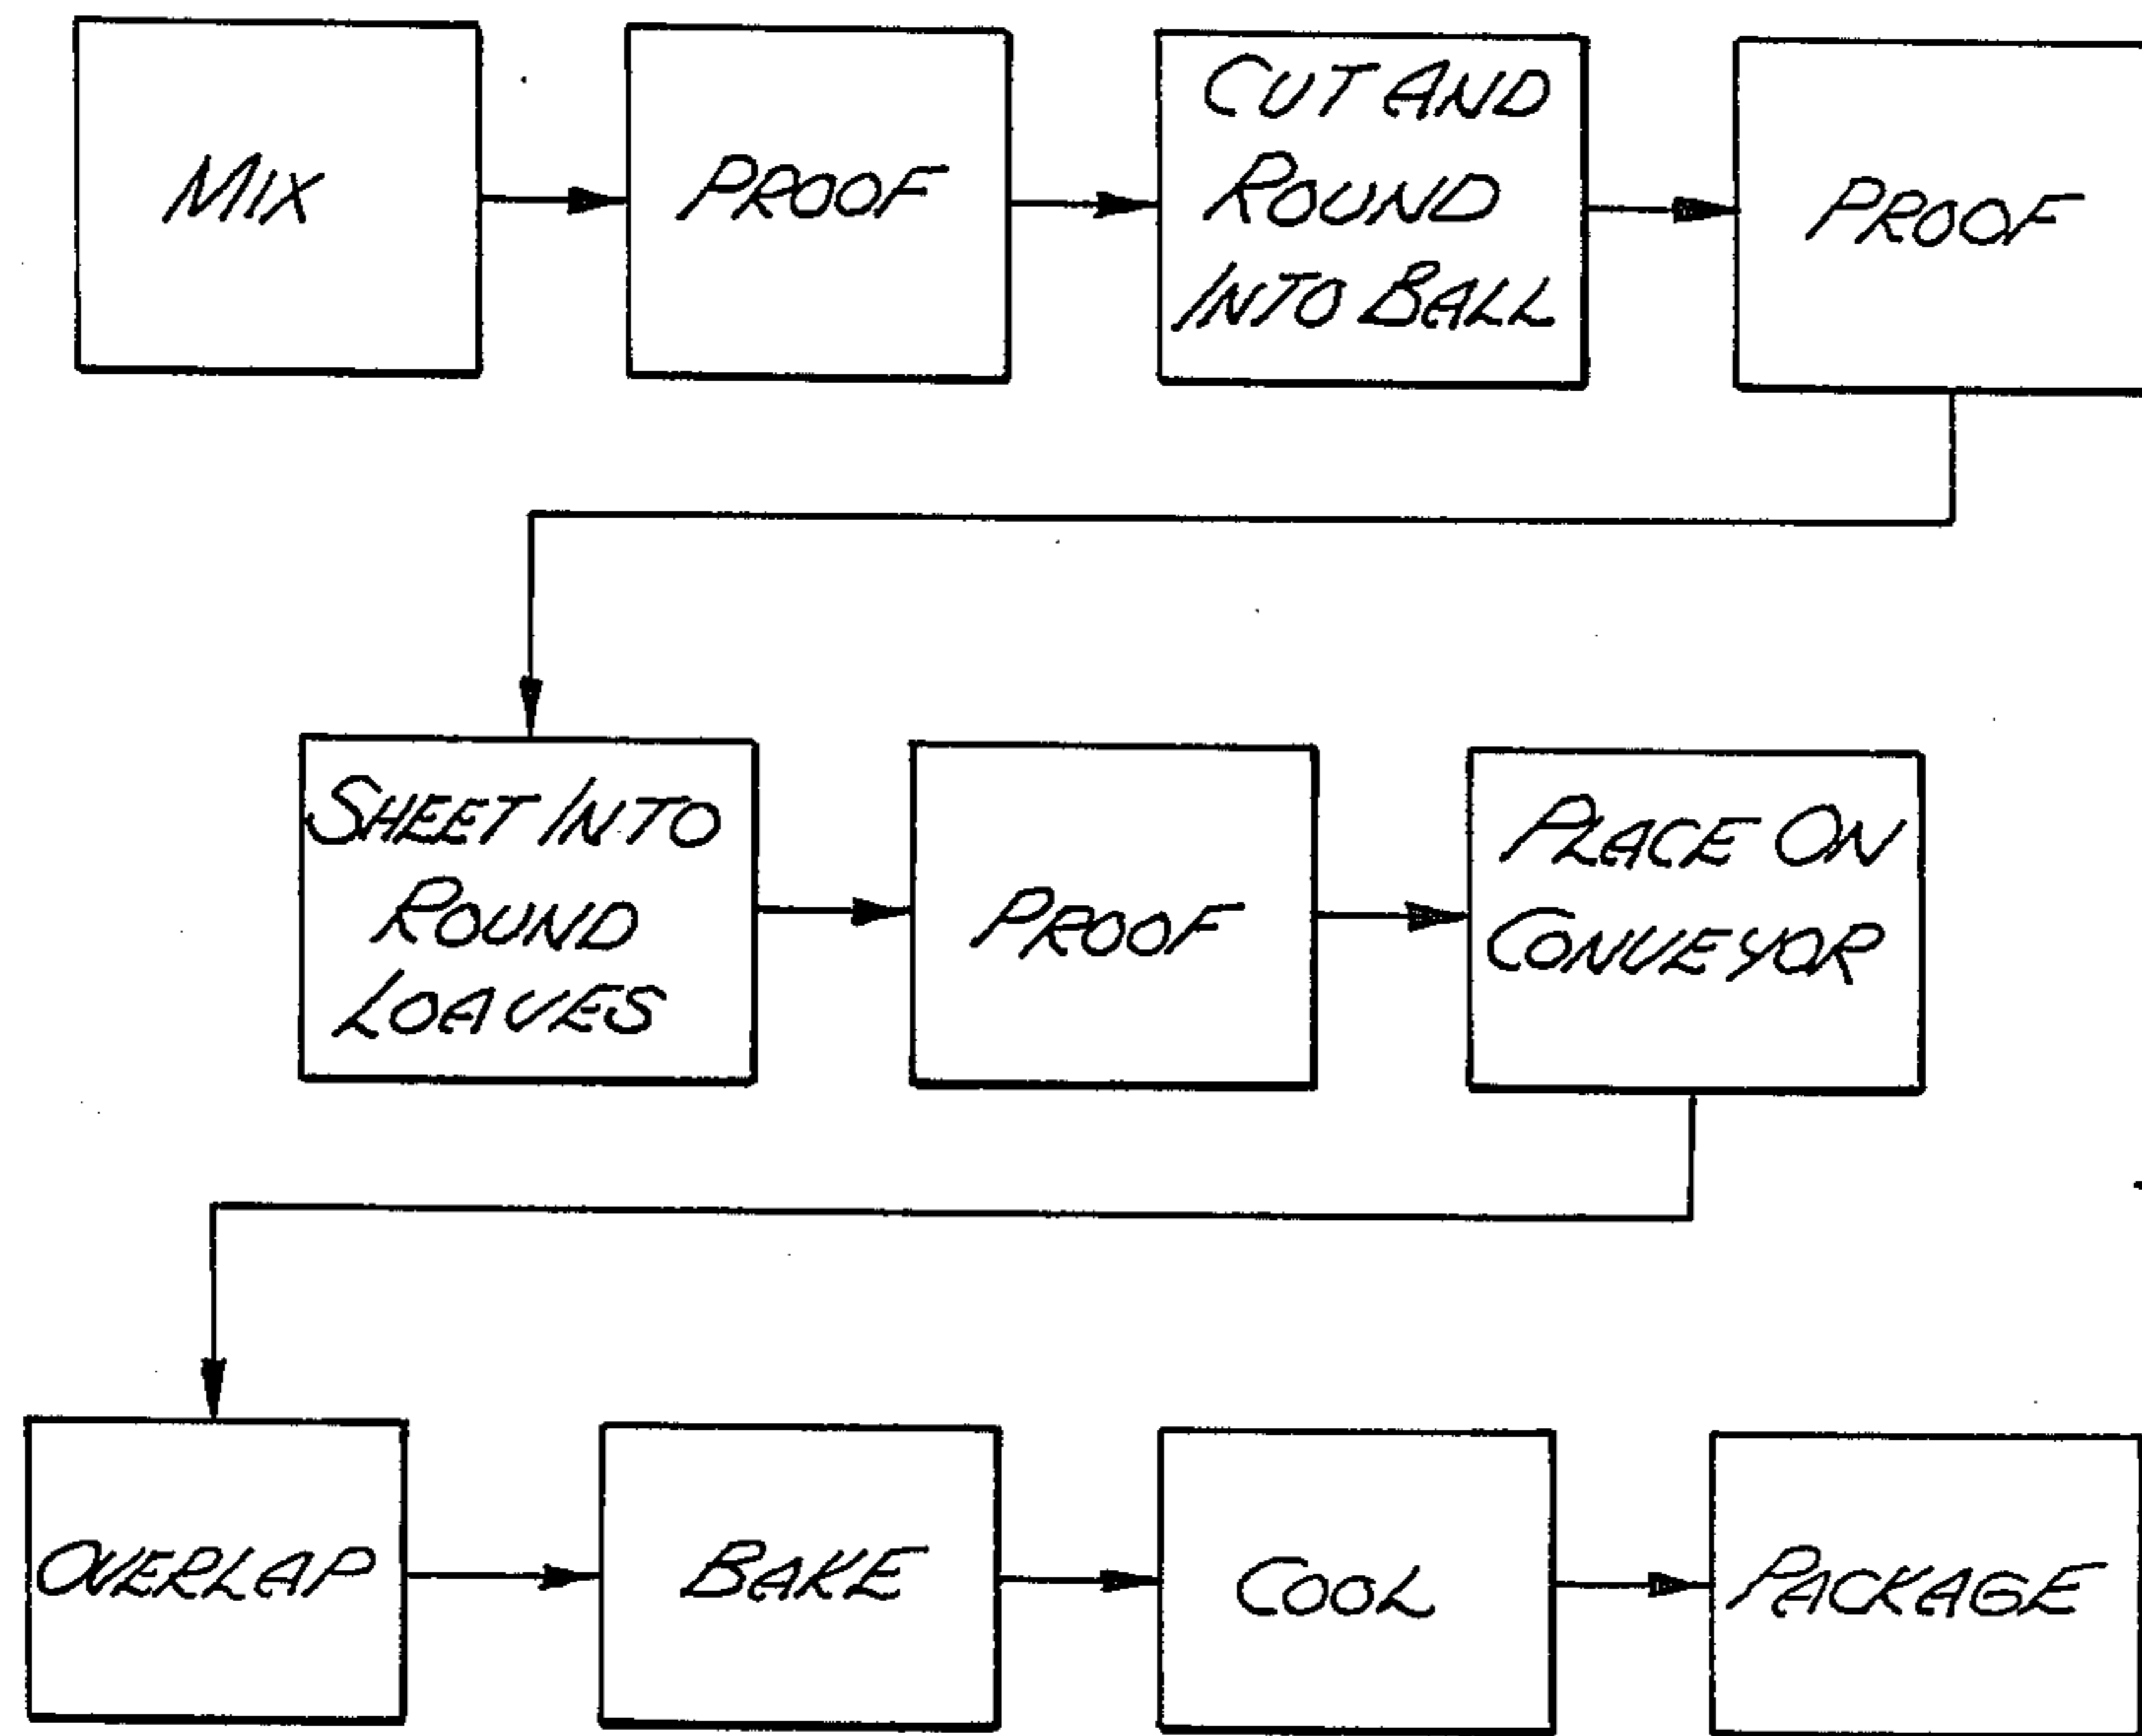 MIX
PROOF
CUT AND
ROUND
INTO BALL
PROOF
SHEET INTO
ROUND
LOAVES
PROOF
PLACE ON
CONVEYOR
OVERLAP
BAKE
COOL
PACKAGE